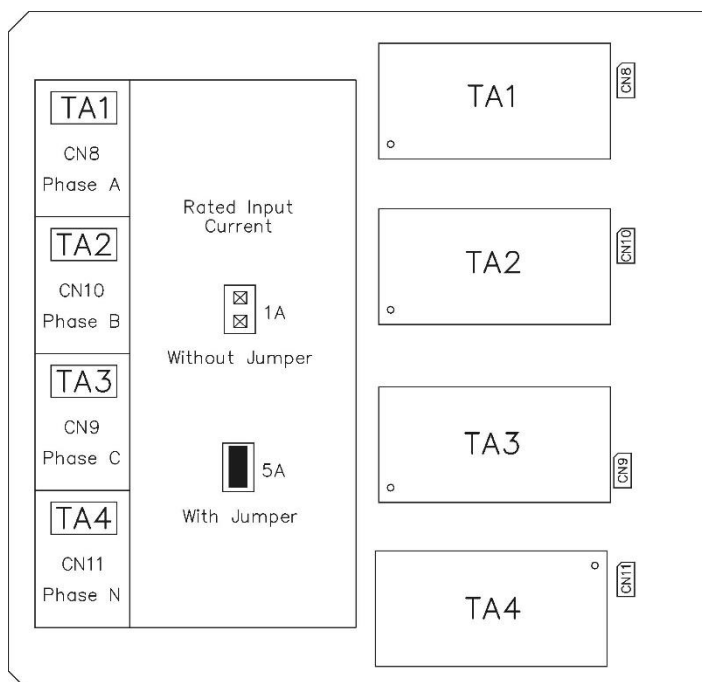 TA1
CN8
Phase A
TA2
CN10
Phase B
TA3
CN9
Phase C
TA4
CN11
Phase N
Rated Input
Current
1A
Without Jumper
5A
With Jumper
TA1
CN8
TA2
CN10
TA3
CN9
TA4
CN11